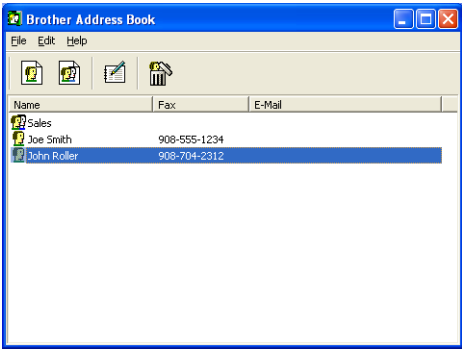 Brother Address Book
File Edit Help
Name Fax E-Mail
Sales
Joe Smith 908-555-1234
John Roller 908-704-2312